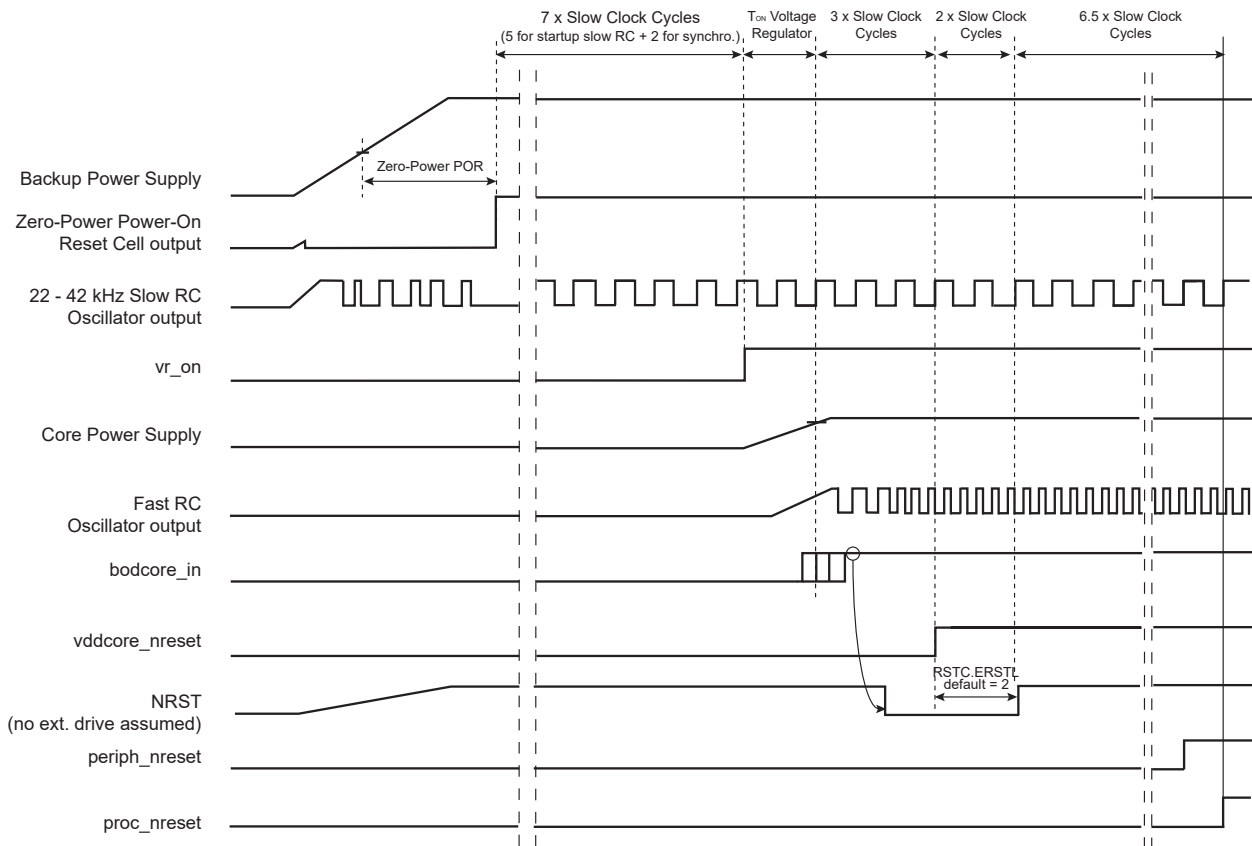 7 x Slow Clock Cycles
(5 for startup slow RC + 2 for synchro.)
TON Voltage
Regulator
3 x Slow Clock
Cycles
2 x Slow Clock
Cycles
6.5 x Slow Clock
Cycles
Zero-Power POR
Backup Power Supply
Zero-Power Power-On
Reset Cell output
22 - 42 kHz Slow RC
Oscillator output
vr_on
Core Power Supply
Fast RC
Oscillator output
bodcore_in
vddcore_nreset
RSTC.ERSTL
default = 2
NRST
(no ext. drive assumed)
periph_nreset
proc_nreset